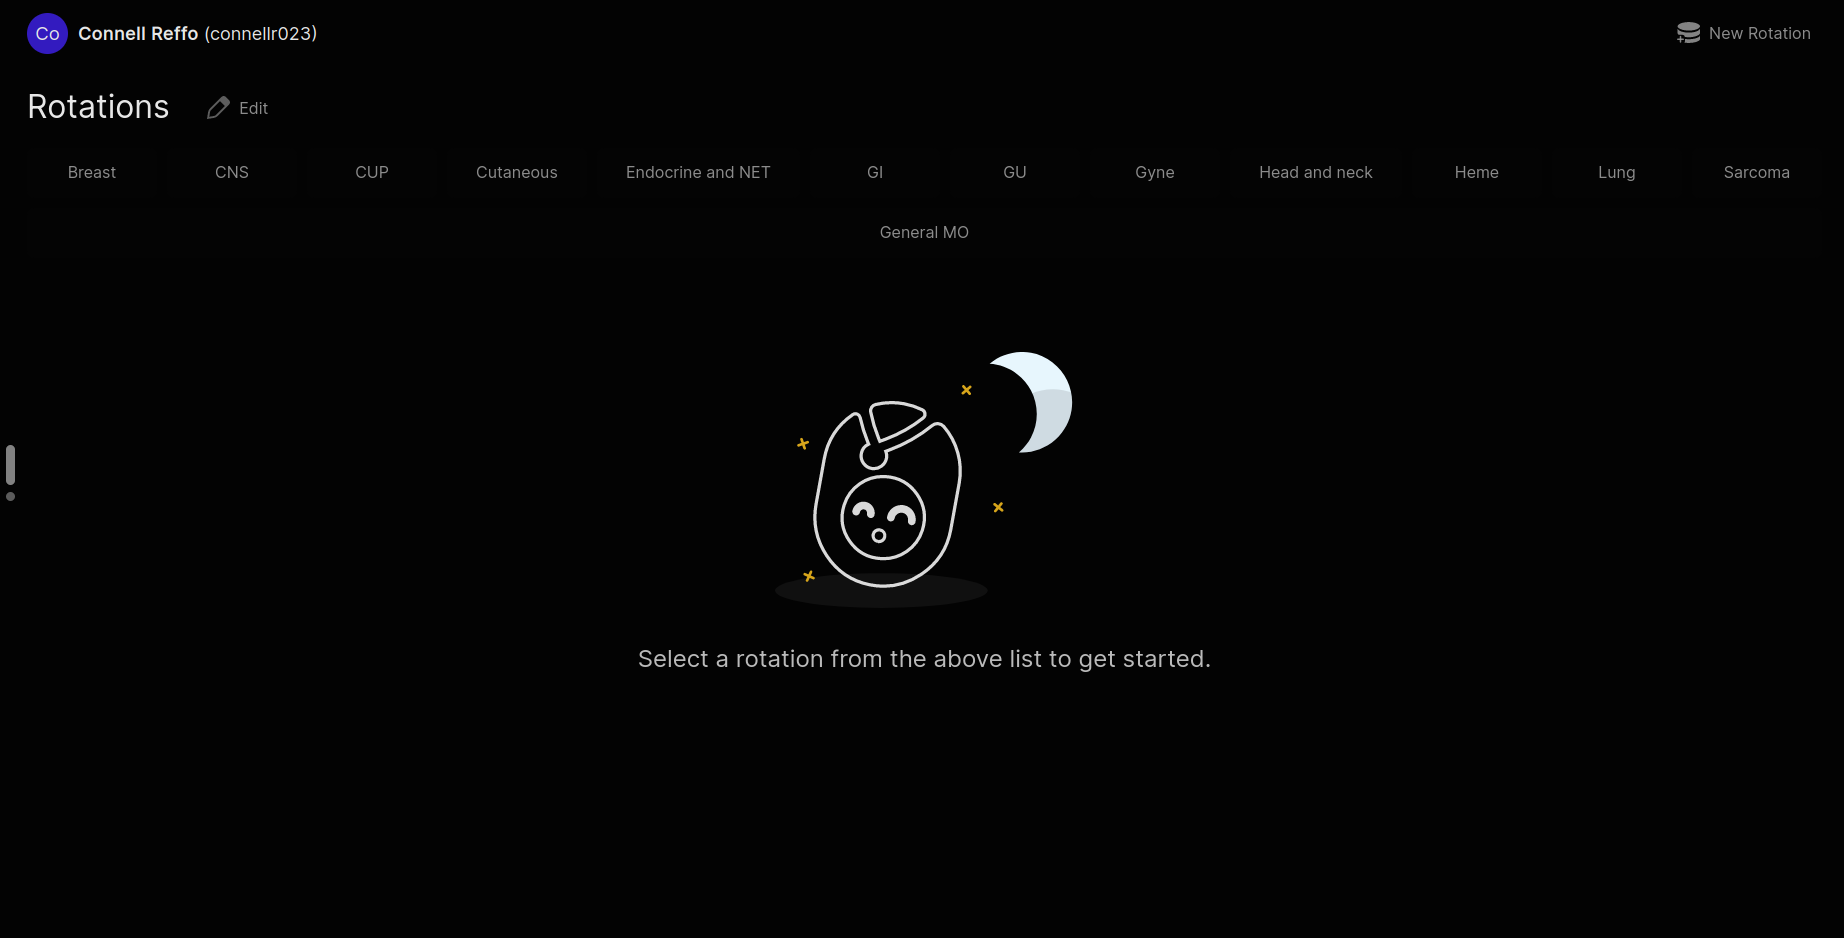 Co Connell Reffo (connellr023) New Rotation
Rotations Edit
Breast CNS CUP Cutaneous Endocrine and NET GI GU Gyne Head and neck Heme Lung Sarcoma
General MO
Select a rotation from the above list to get started.